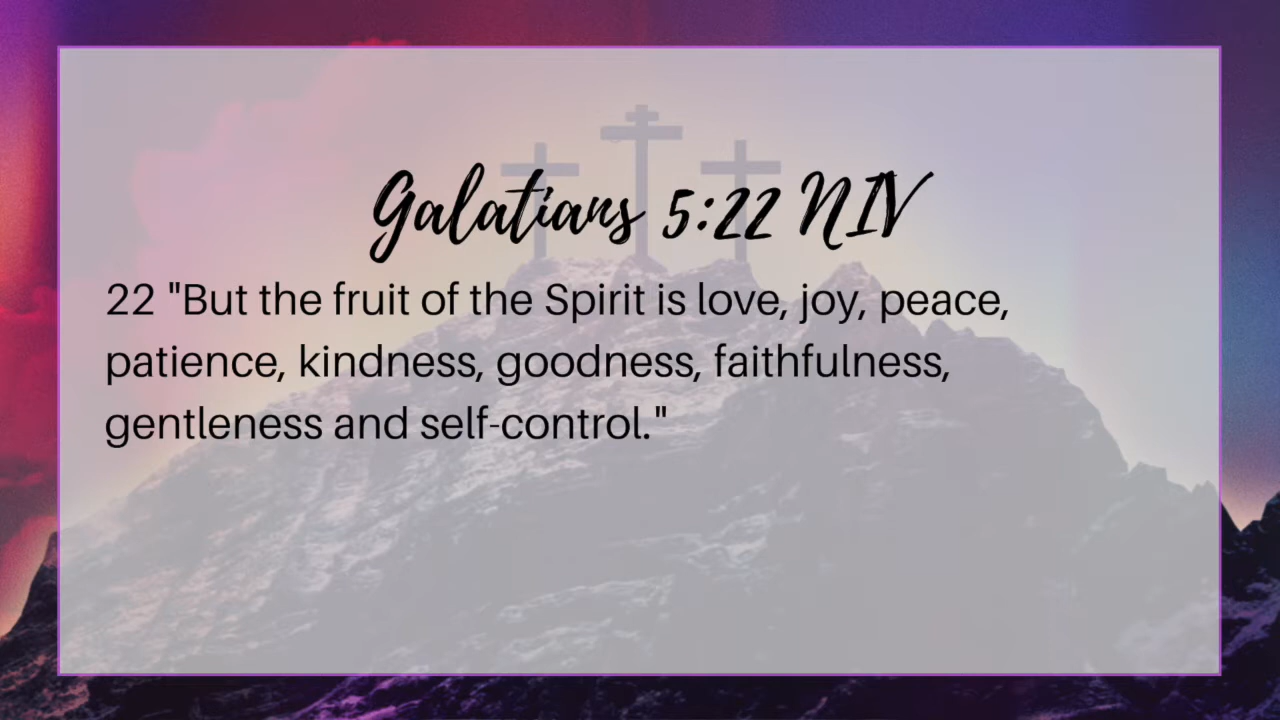 Galatians 5:22 NIV
22 "But the fruit of the Spirit is love, joy, peace,
patience, kindness, goodness, faithfulness,
gentleness and self-control."